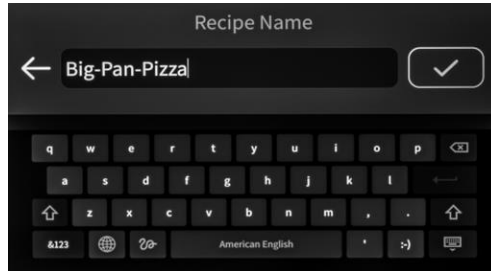 Recipe Name
Big-Pan-Pizza
q w e r t y u i o p
a s d f g h j k l
z x c v b n m , .
&123 American English ' :-)